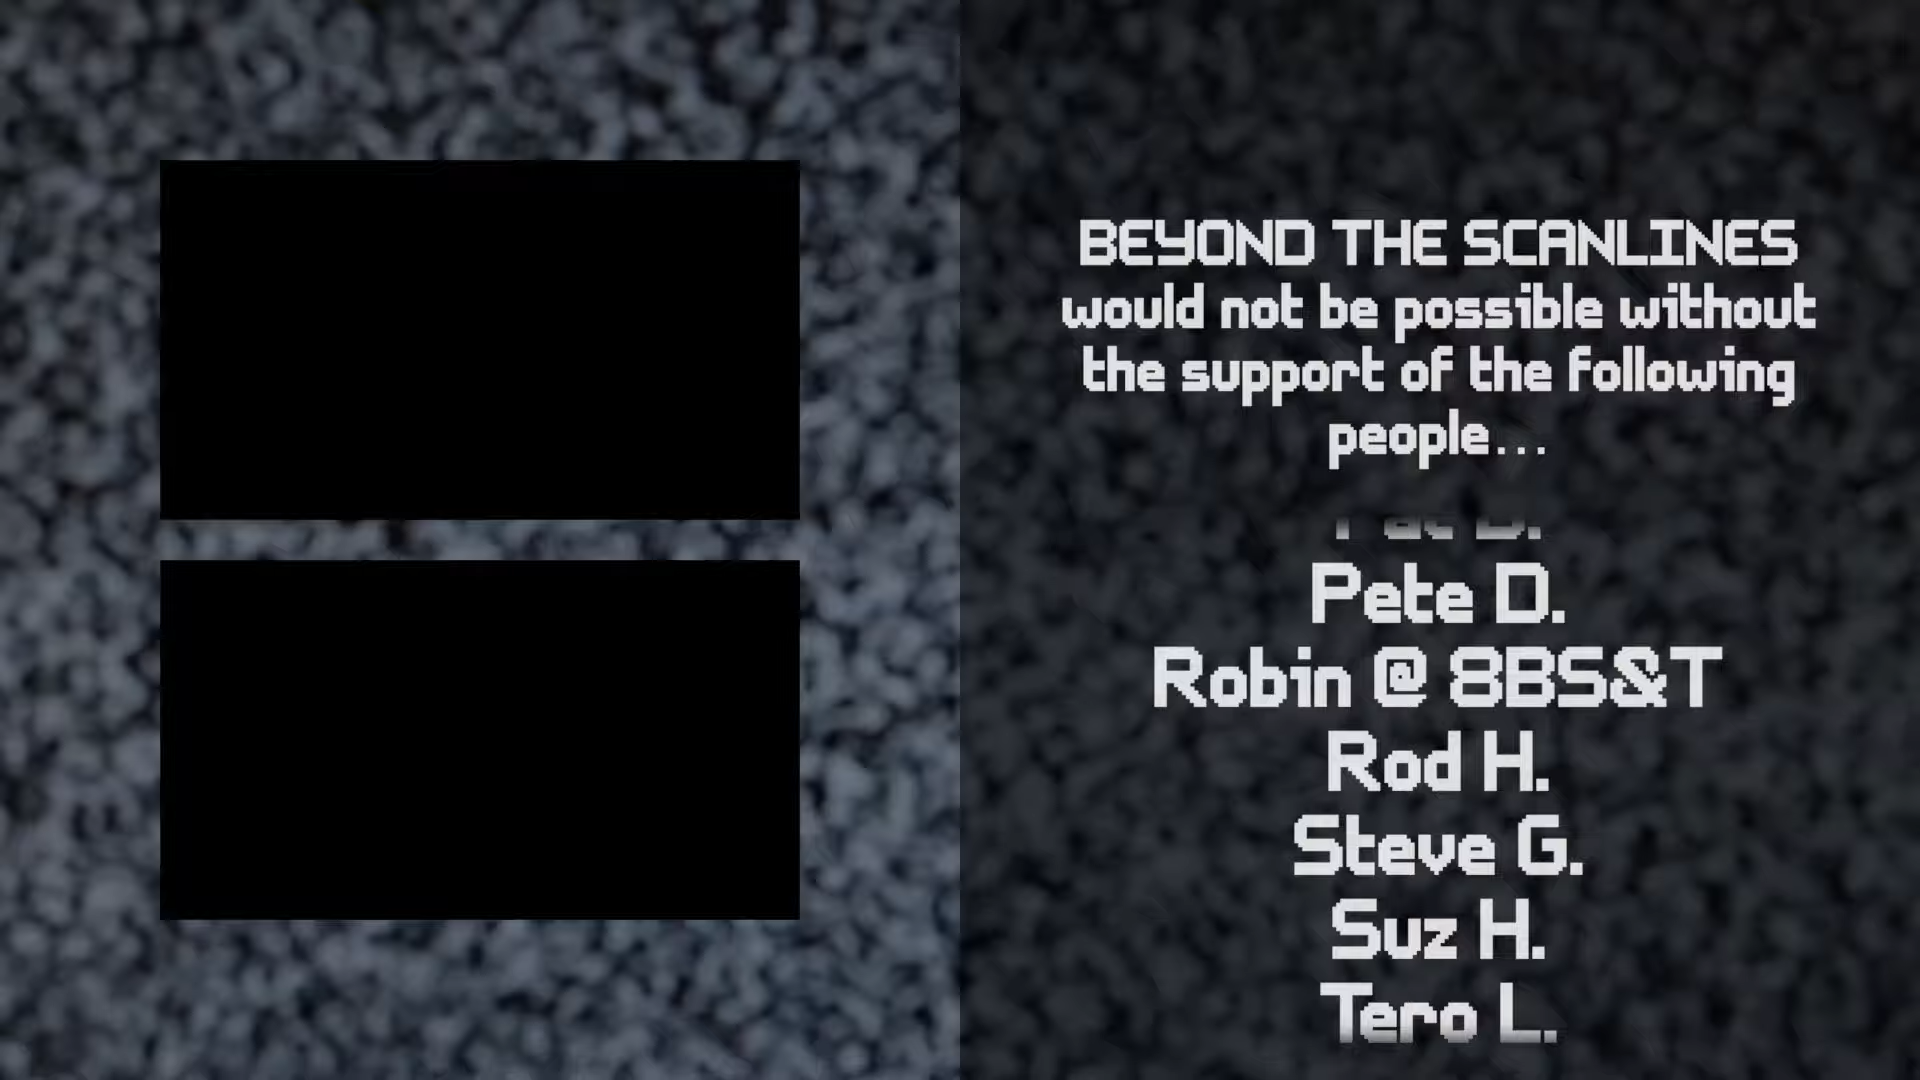 BEYOND THE SCANLINES
would not be possible without
the support of the following
people...
Pete D.
Robin @ 8BS&T
Rod H.
Steve G.
Suz H.
Tero L.